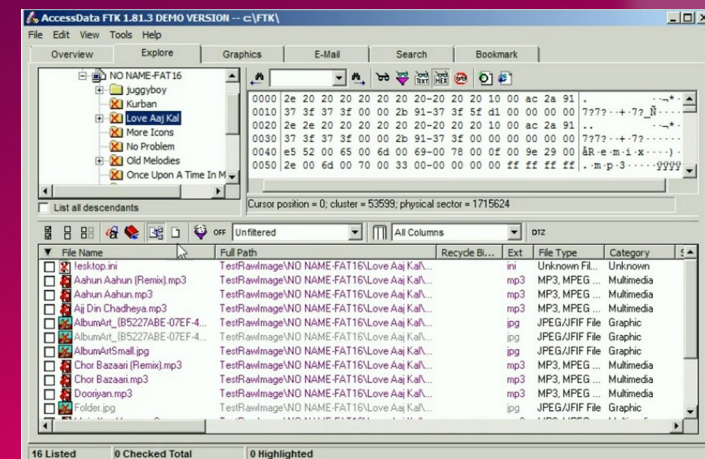 AccessData FTK 1.81.3 DEMO VERSION -- c:\FTK\
File Edit View Tools Help
Overview Explore Graphics E-Mail Search Bookmark
NO NAME-FAT16
juggyboy
Kurban
Love Aaj Kal
More Icons
No Problem
Old Melodies
Once Upon A Time In M
List all descendants
0000 2e 20 20 20 20 20 20 20-20 20 20 10 00 ac 2a 91
0010 37 3f 37 3f 00 00 2b 91-37 3f 5f d1 00 00 00 00
0020 2e 2e 20 20 20 20 20 20-20 20 20 10 00 ac 2a 91
0030 37 3f 37 3f 00 00 2b 91-37 3f 00 00 00 00 00 00
0040 e5 52 00 65 00 6d 00 69-00 78 00 0f 00 9e 29 00
0050 2e 00 6d 00 70 00 33 00-00 00 00 00 ff ff ff ff
Cursor position = 0; cluster = 53599; physical sector = 1715624
OFF Unfiltered All Columns DTZ
File Name Full Path Recycle Bi... Ext File Type Category
!esktop.ini TestRawImage\NO NAME-FAT16\Love Aaj Kal\... ini Unknown Fil... Unknown
Aahun Aahun (Remix).mp3 TestRawImage\NO NAME-FAT16\Love Aaj Kal\... mp3 MP3, MPEG ... Multimedia
Aahun Aahun.mp3 TestRawImage\NO NAME-FAT16\Love Aaj Kal\... mp3 MP3, MPEG ... Multimedia
Ajj Din Chadheya.mp3 TestRawImage\NO NAME-FAT16\Love Aaj Kal\... mp3 MP3, MPEG ... Multimedia
AlbumArt_{B5227ABE-07EF-4... TestRawImage\NO NAME-FAT16\Love Aaj Kal\... jpg JPEG/JFIF File Graphic
AlbumArt_{B5227ABE-07EF-4... TestRawImage\NO NAME-FAT16\Love Aaj Kal\... jpg JPEG/JFIF File Graphic
AlbumArtSmall.jpg TestRawImage\NO NAME-FAT16\Love Aaj Kal\... jpg JPEG/JFIF File Graphic
Chor Bazaari (Remix).mp3 TestRawImage\NO NAME-FAT16\Love Aaj Kal\... mp3 MP3, MPEG ... Multimedia
Chor Bazaari.mp3 TestRawImage\NO NAME-FAT16\Love Aaj Kal\... mp3 MP3, MPEG ... Multimedia
Dooriyan.mp3 TestRawImage\NO NAME-FAT16\Love Aaj Kal\... mp3 MP3, MPEG ... Multimedia
Folder.jpg TestRawImage\NO NAME-FAT16\Love Aaj Kal\... jpg JPEG/JFIF File Graphic
16 Listed 0 Checked Total 0 Highlighted